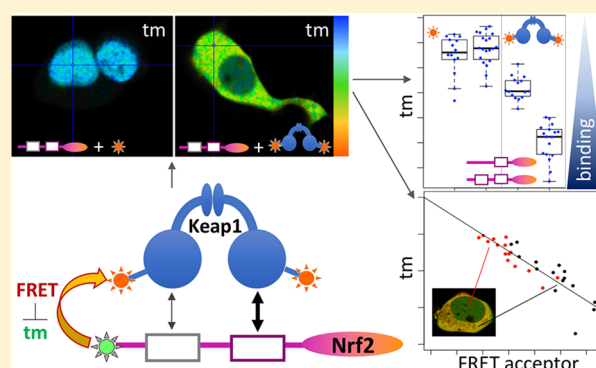 tm
tm
+
+
tm
binding
Keap1
FRET
tm
Nrf2
tm
FRET acceptor